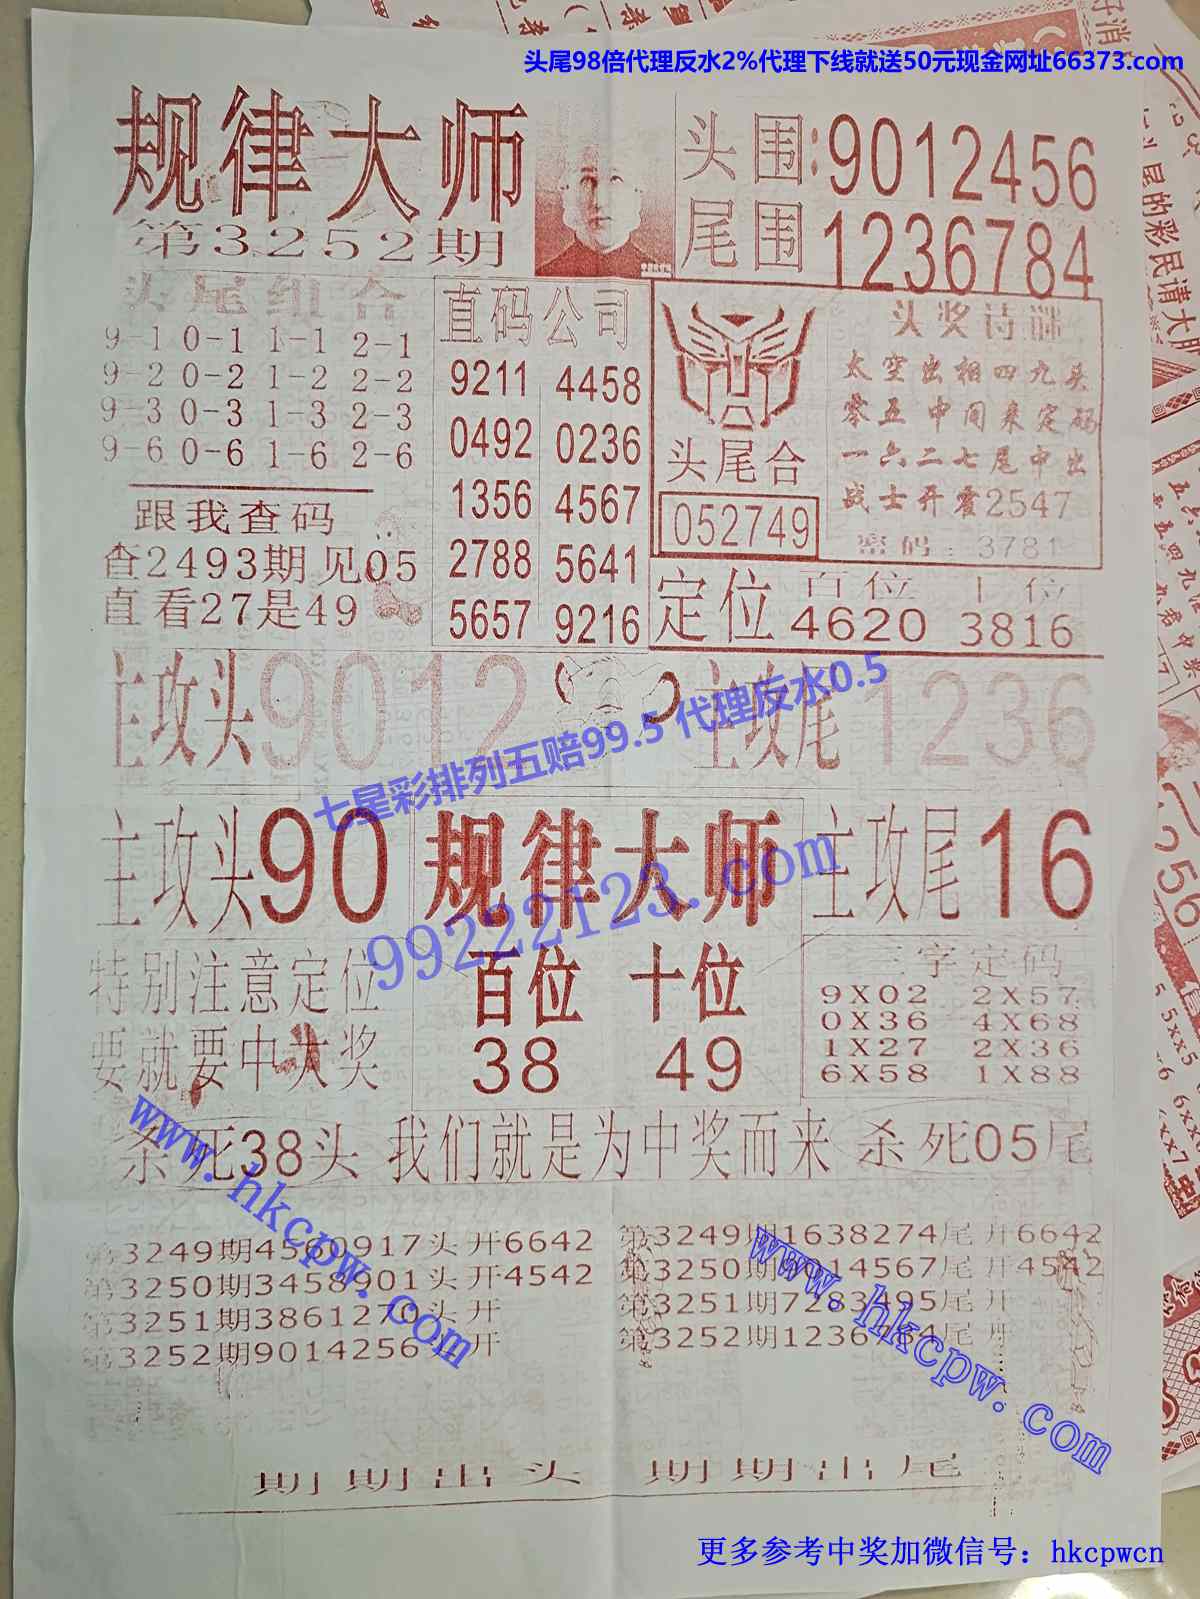 头尾98倍代理反水2%代理下线就送50元现金网址66373.com
规律大师
第3252期
头围:9012456
尾围1236784
头尾组合
9-1 0-1 1-1 2-1
9-2 0-2 1-2 2-2
9-3 0-3 1-3 2-3
9-6 0-6 1-6 2-6
跟我查码
查2493期见05
直看27是49
直码公司
9211 4458
0492 0236
1356 4567
2788 5641
5657 9216
头尾合
052749
头奖诗谜
太空出相四九头
零五中间来定码
一六二七尾中出
战士开震2547
密码:3781
定位 百位 十位
4620 3816
主攻头9012 主攻尾1236
七星彩排列五赔99.5 代理反水0.5
主攻头90 规律大师 主攻尾16
99222123.com
特别注意定位
要就要中大奖
百位 十位
38 49
三字定码
9X02 2X57
0X36 4X68
1X27 2X36
6X58 1X88
www.hkcpw.com
杀死38头 我们就是为中奖而来 杀死05尾
第3249期4560917头开6642 第3249期1638274尾开6642
第3250期3458901头开4542 第3250期 014567尾开4542
第3251期3861270头开 第3251期7283495尾开
第3252期9014256头开 第3252期1236784尾开
www.hkcpw.com
期期出头 期期出尾
更多参考中奖加微信号：hkcpwcn